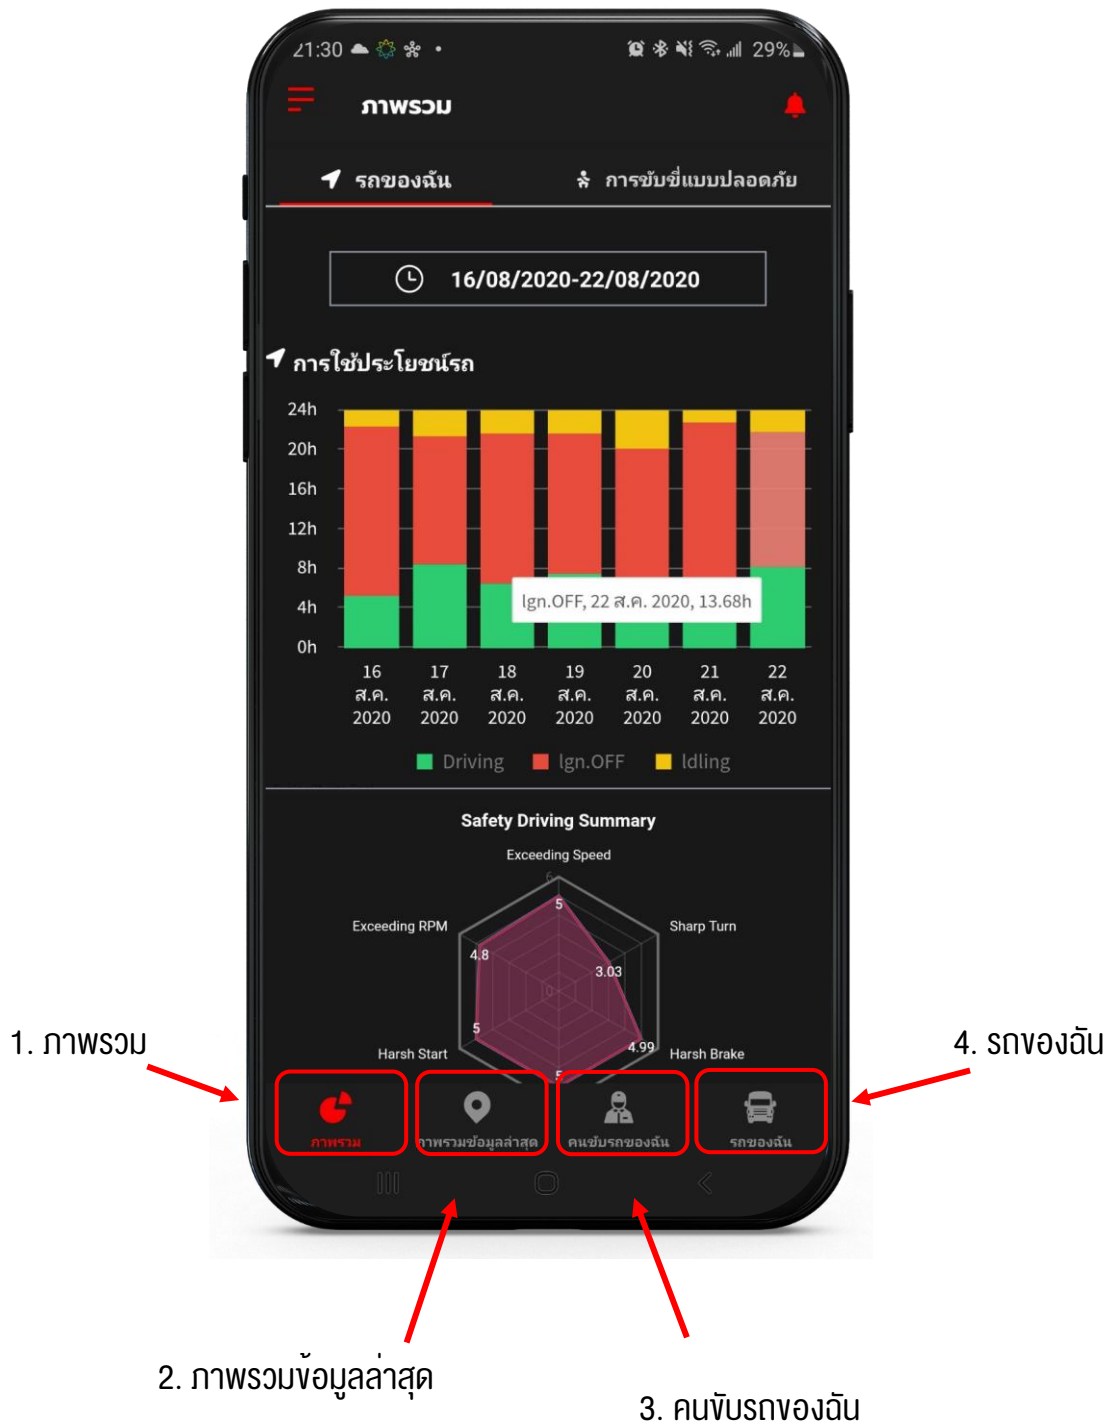 21:30
29%
ภาพรวม
รถของฉัน
การขับขี่แบบปลอดภัย
16/08/2020-22/08/2020
การใช้ประโยชน์รถ
24h
20h
16h
12h
8h
4h
0h
Ign.OFF, 22 ส.ค. 2020, 13.68h
16 ส.ค. 2020
17 ส.ค. 2020
18 ส.ค. 2020
19 ส.ค. 2020
20 ส.ค. 2020
21 ส.ค. 2020
22 ส.ค. 2020
Driving
Ign.OFF
Idling
Safety Driving Summary
Exceeding Speed
6
5
Exceeding RPM
Sharp Turn
4.8
3.03
0
5
4.99
Harsh Start
Harsh Brake
5
1. ภาพรวม
4. รถของฉัน
ภาพรวม
ภาพรวมข้อมูลล่าสุด
คนขับรถของฉัน
รถของฉัน
2. ภาพรวมข้อมูลล่าสุด
3. คนขับรถของฉัน